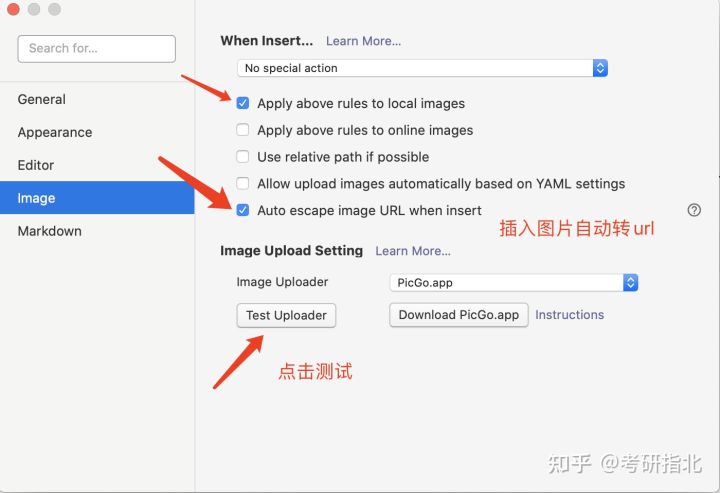 Search for...
General
Appearance
Editor
Image
Markdown
When Insert... Learn More...
No special action
Apply above rules to local images
Apply above rules to online images
Use relative path if possible
Allow upload images automatically based on YAML settings
Auto escape image URL when insert
插入图片自动转url
Image Upload Setting Learn More...
Image Uploader PicGo.app
Test Uploader Download PicGo.app Instructions
点击测试
知乎 @考研指北